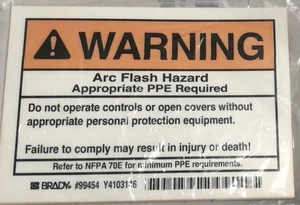 WARNING
Arc Flash Hazard
Appropriate PPE Required
Do not operate controls or open covers without
appropriate personal protection equipment.
Failure to comply may result in injury or death!
Refer to NFPA 70E for minimum PPE requirements.
BRADY. #99454 Y4103146